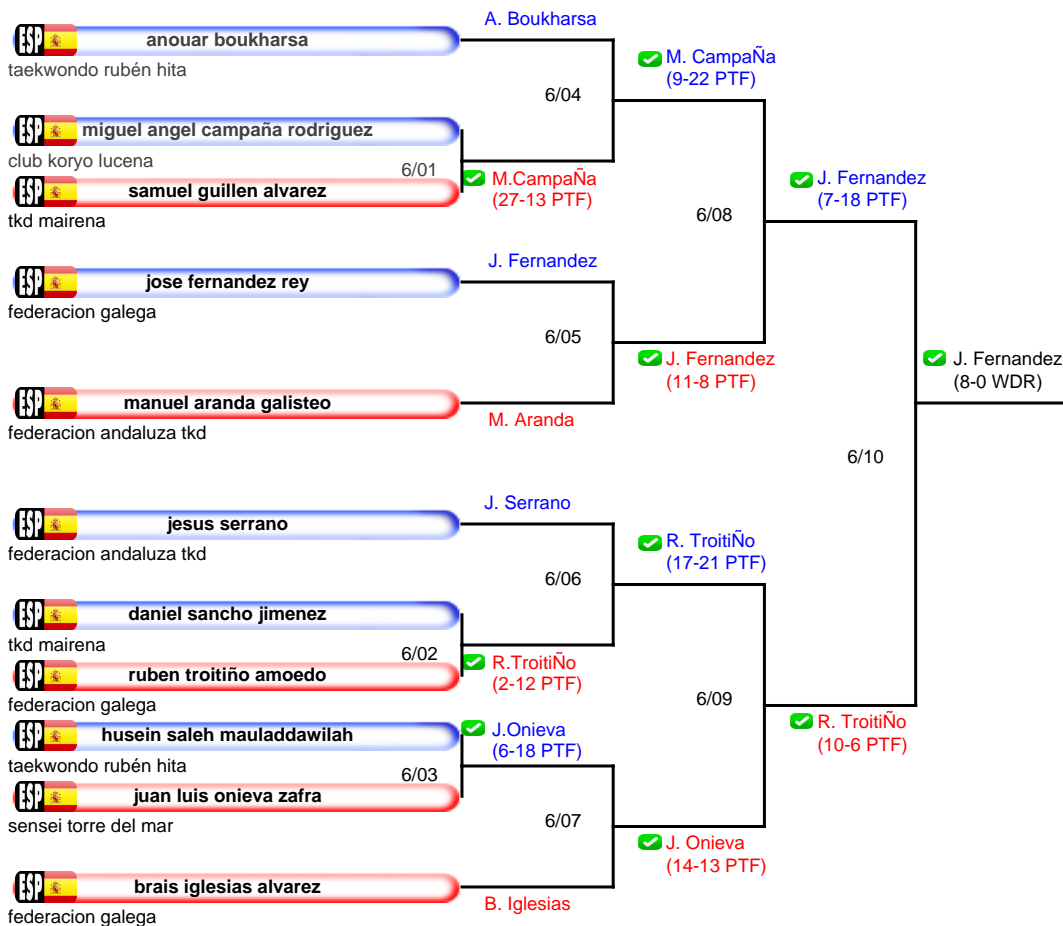 A. Boukharsa
ESP anouar boukharsa
taekwondo rubén hita
M. CampaÑa
(9-22 PTF)
6/04
ESP miguel angel campaña rodriguez
club koryo lucena
6/01
M.CampaÑa
(27-13 PTF)
ESP samuel guillen alvarez
tkd mairena
J. Fernandez
(7-18 PTF)
6/08
J. Fernandez
ESP jose fernandez rey
federacion galega
6/05
J. Fernandez
(11-8 PTF)
J. Fernandez
(8-0 WDR)
ESP manuel aranda galisteo
M. Aranda
federacion andaluza tkd
6/10
J. Serrano
ESP jesus serrano
federacion andaluza tkd
R. TroitiÑo
(17-21 PTF)
6/06
ESP daniel sancho jimenez
tkd mairena
6/02
R.TroitiÑo
(2-12 PTF)
ESP ruben troitiño amoedo
federacion galega
6/09
R. TroitiÑo
(10-6 PTF)
ESP husein saleh mauladdawilah
J.Onieva
(6-18 PTF)
taekwondo rubén hita
6/03
ESP juan luis onieva zafra
sensei torre del mar
6/07
J. Onieva
(14-13 PTF)
ESP brais iglesias alvarez
B. Iglesias
federacion galega